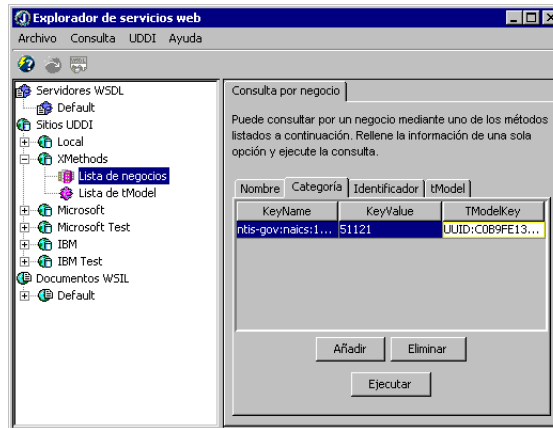 Explorador de servicios web
Archivo Consulta UDDI Ayuda
Servidores WSDL
Default
Sitios UDDI
Local
XMethods
Lista de negocios
Lista de tModel
Microsoft
Microsoft Test
IBM
IBM Test
Documentos WSIL
Default
Consulta por negocio
Puede consultar por un negocio mediante uno de los métodos
listados a continuación. Rellene la información de una sola
opción y ejecute la consulta.
Nombre Categoría Identificador tModel
KeyName KeyValue TModelKey
ntis-gov:naics:1... 51121 UUID:C0B9FE13...
Añadir Eliminar
Ejecutar